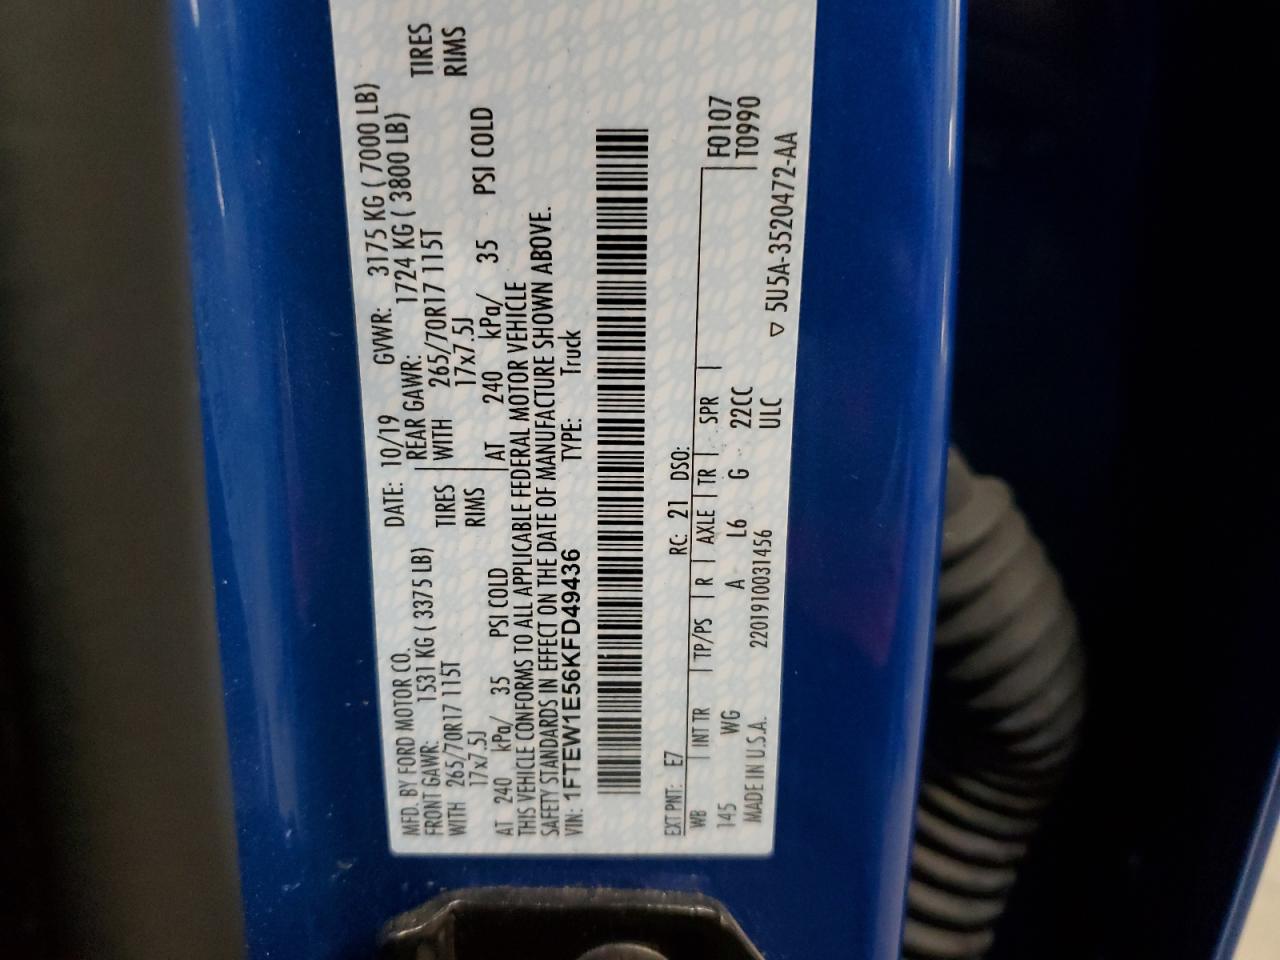 MFD. BY FORD MOTOR CO. DATE: 10/19 GVWR: 3175 KG ( 7000 LB)
FRONT GAWR: 1531 KG ( 3375 LB) REAR GAWR: 1724 KG ( 3800 LB)
WITH 265/70R17 115T TIRES WITH 265/70R17 115T TIRES
17x7.5J RIMS 17x7.5J RIMS
AT 240 kPa/ 35 PSI COLD AT 240 kPa/ 35 PSI COLD
THIS VEHICLE CONFORMS TO ALL APPLICABLE FEDERAL MOTOR VEHICLE
SAFETY STANDARDS IN EFFECT ON THE DATE OF MANUFACTURE SHOWN ABOVE.
VIN: 1FTEW1E56KFD49436 TYPE: Truck
EXT PNT: E7 RC: 21 DSO:
WB INT TR TP/PS R AXLE TR SPR F0107
145 WG A L6 G 22CC T0990
ULC
MADE IN U.S.A. 2201910031456 ▽ 5U5A-3520472-AA